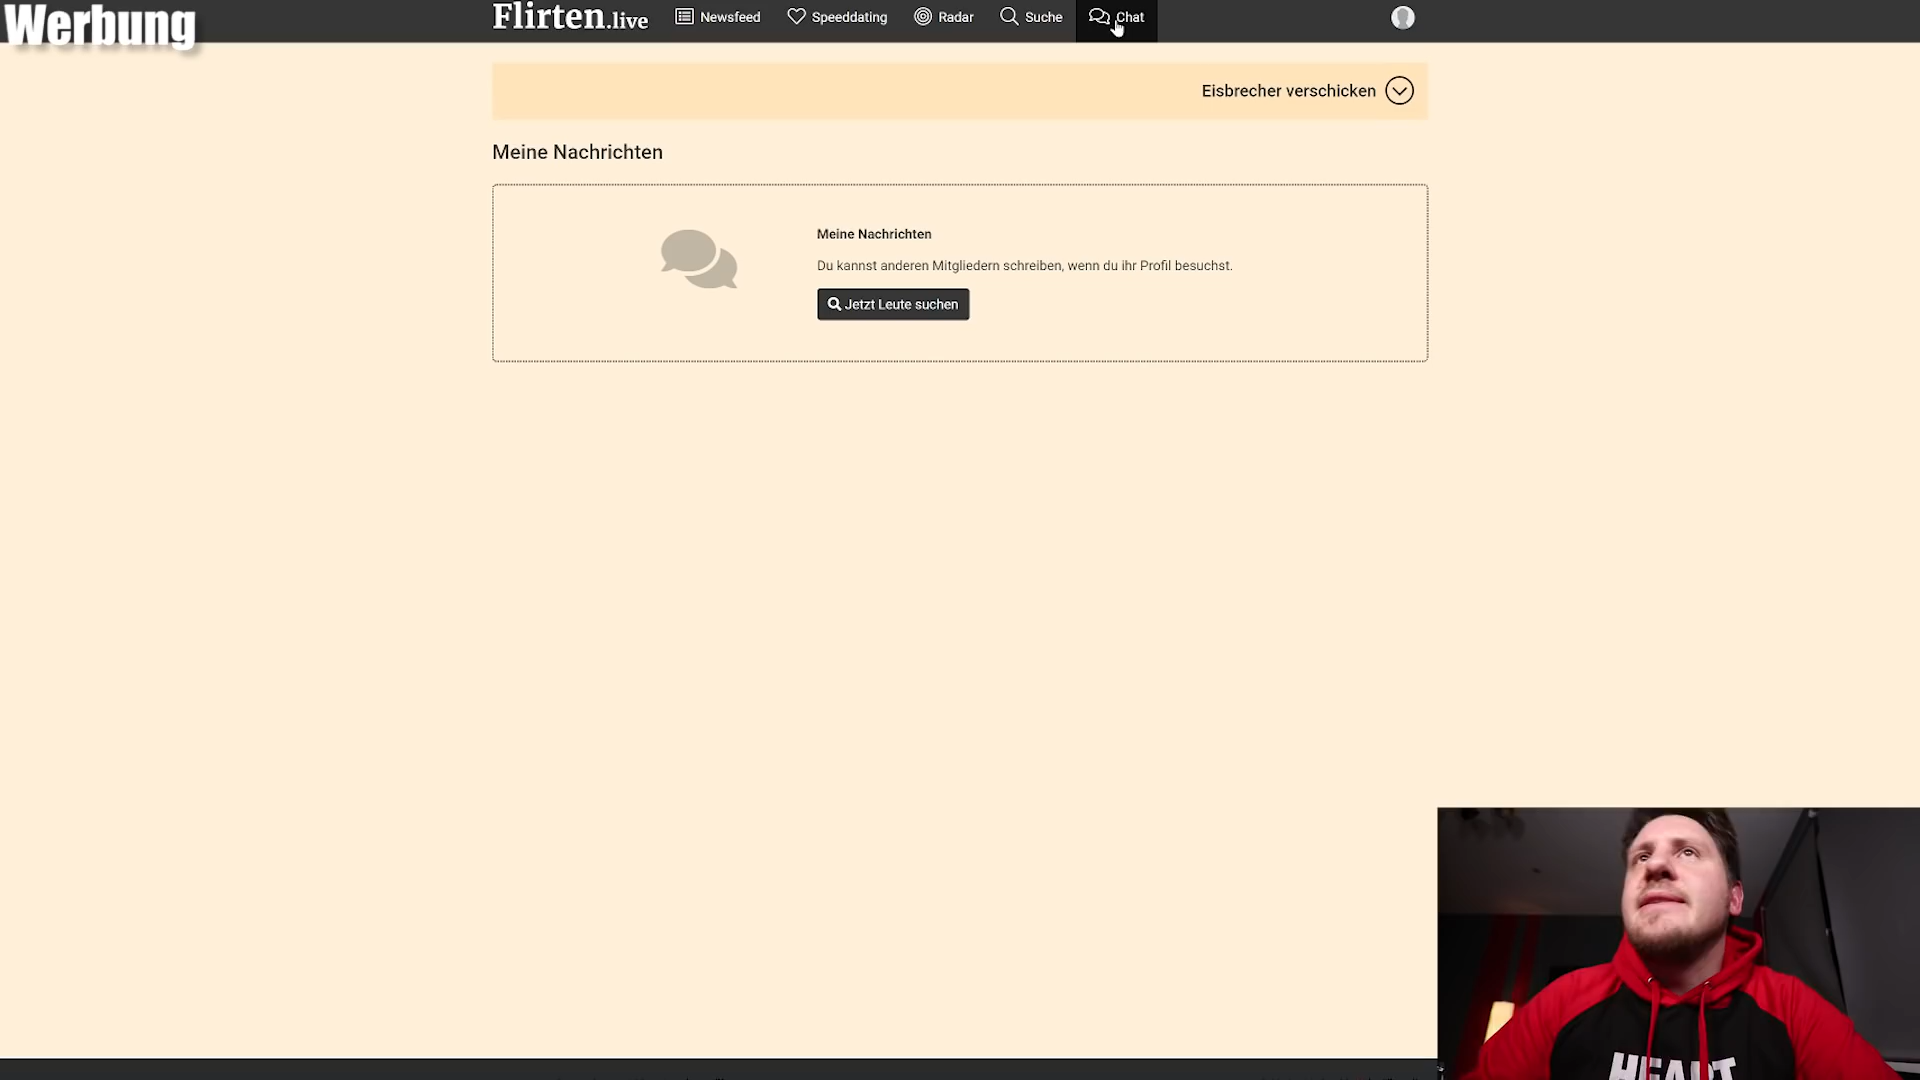 Werbung
Flirten.live
Newsfeed
Speeddating
Radar
Suche
Chat
Eisbrecher verschicken
Meine Nachrichten
Meine Nachrichten
Du kannst anderen Mitgliedern schreiben, wenn du ihr Profil besuchst.
Jetzt Leute suchen
HEART